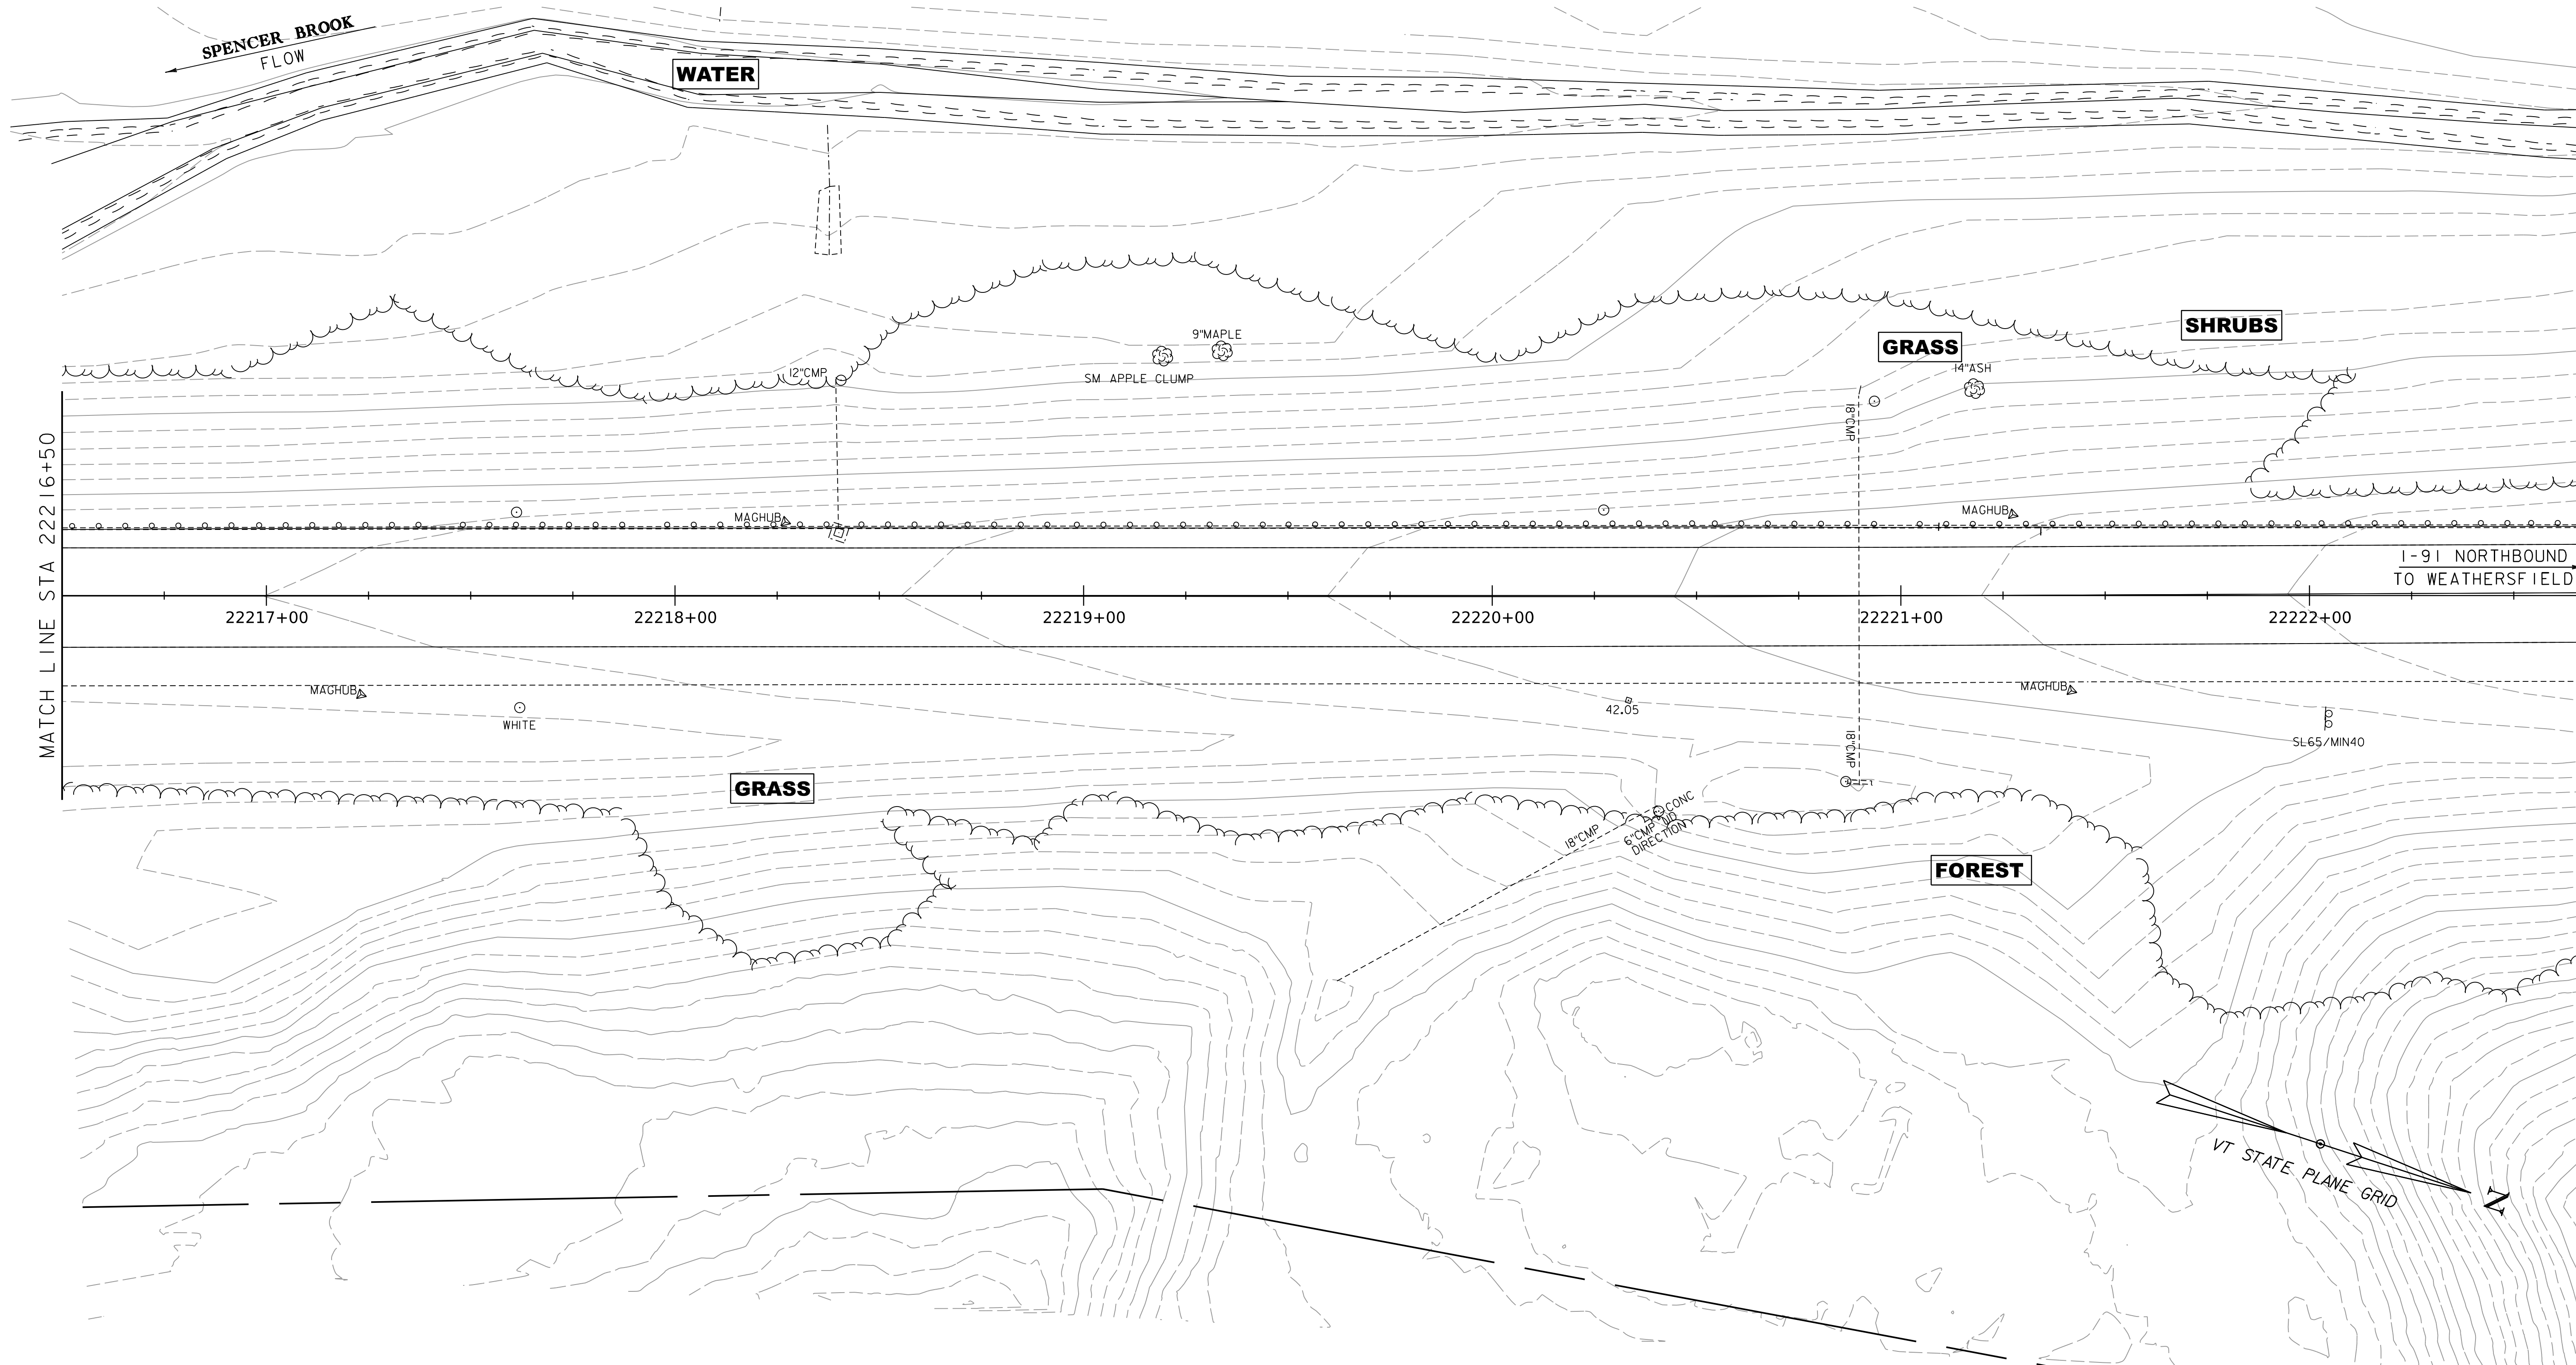 SPENCER BROOK
FLOW
WATER
9"MAPLE
SM APPLE CLUMP
12"CMP
SHRUBS
GRASS
14"ASH
18"CMP
MATCH LINE STA 22216+50
MAGHUB
MAGHUB
I-91 NORTHBOUND
TO WEATHERSFIELD
22217+00
22218+00
22219+00
22220+00
22221+00
22222+00
MAGHUB
WHITE
MAGHUB
42.05
SL65/MIN40
18"CMP
GRASS
18"CMP
CONC
6"CMP UD
DIRECTION
FOREST
VT STATE PLANE GRID
N